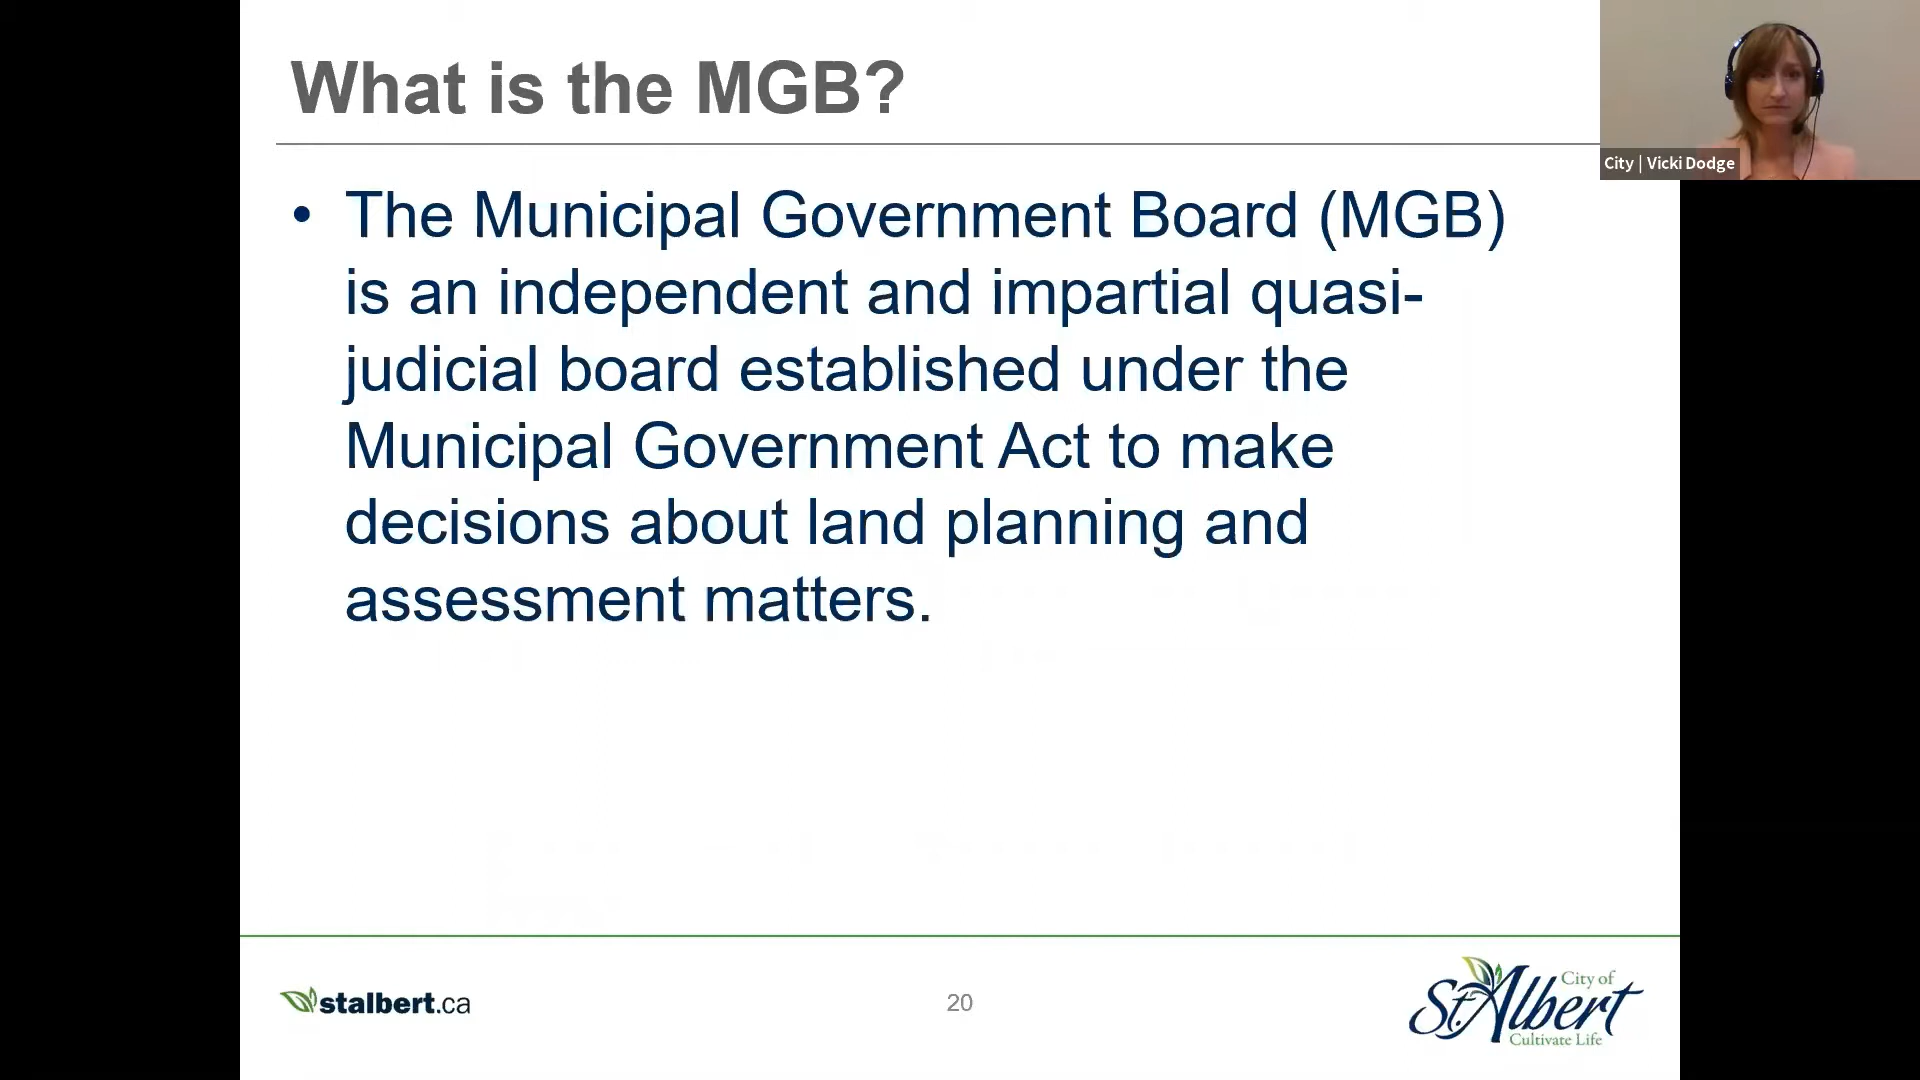 What is the MGB?
City | Vicki Dodge
• The Municipal Government Board (MGB)
is an independent and impartial quasi-
judicial board established under the
Municipal Government Act to make
decisions about land planning and
assessment matters.
stalbert.ca
20
City of
St. Albert
Cultivate Life